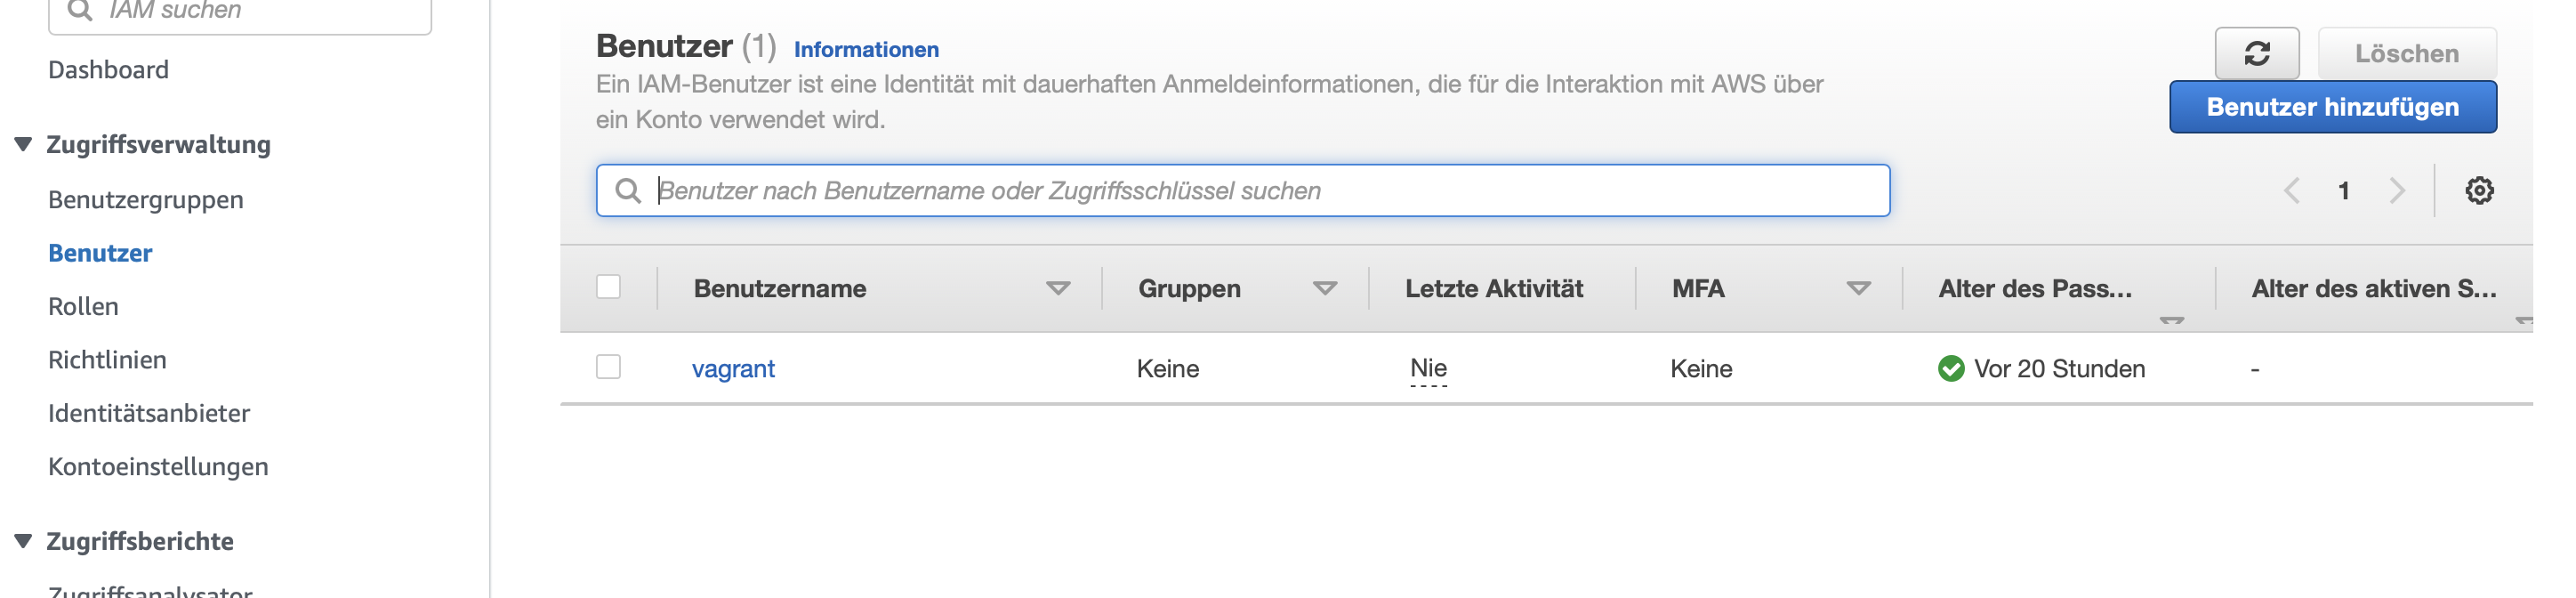 IAM suchen
Dashboard
Zugriffsverwaltung
Benutzergruppen
Benutzer
Rollen
Richtlinien
Identitätsanbieter
Kontoeinstellungen
Zugriffsberichte
Zugriffsanalysator
Benutzer (1) Informationen
Ein IAM-Benutzer ist eine Identität mit dauerhaften Anmeldeinformationen, die für die Interaktion mit AWS über
ein Konto verwendet wird.
Löschen
Benutzer hinzufügen
Benutzer nach Benutzername oder Zugriffsschlüssel suchen
1
Benutzername Gruppen Letzte Aktivität MFA Alter des Pass... Alter des aktiven S...
vagrant Keine Nie Keine Vor 20 Stunden -